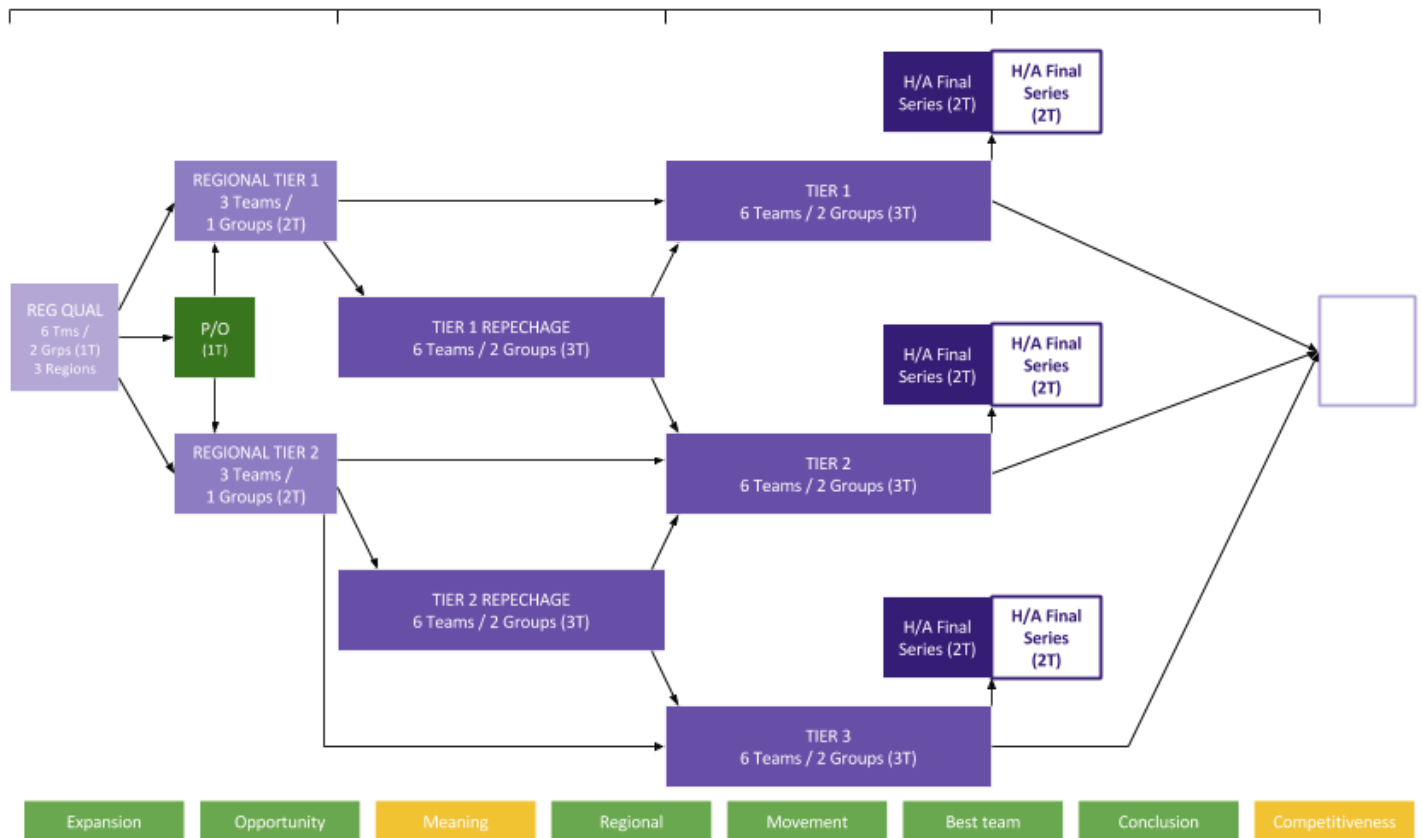 H/A Final
Series (2T)
H/A Final
Series
(2T)
REGIONAL TIER 1
3 Teams /
1 Groups (2T)
TIER 1
6 Teams / 2 Groups (3T)
REG QUAL
6 Tms /
2 Grps (1T)
3 Regions
P/O
(1T)
TIER 1 REPECHAGE
6 Teams / 2 Groups (3T)
H/A Final
Series (2T)
H/A Final
Series
(2T)
REGIONAL TIER 2
3 Teams /
1 Groups (2T)
TIER 2
6 Teams / 2 Groups (3T)
TIER 2 REPECHAGE
6 Teams / 2 Groups (3T)
H/A Final
Series (2T)
H/A Final
Series
(2T)
TIER 3
6 Teams / 2 Groups (3T)
Expansion
Opportunity
Meaning
Regional
Movement
Best team
Conclusion
Competitiveness